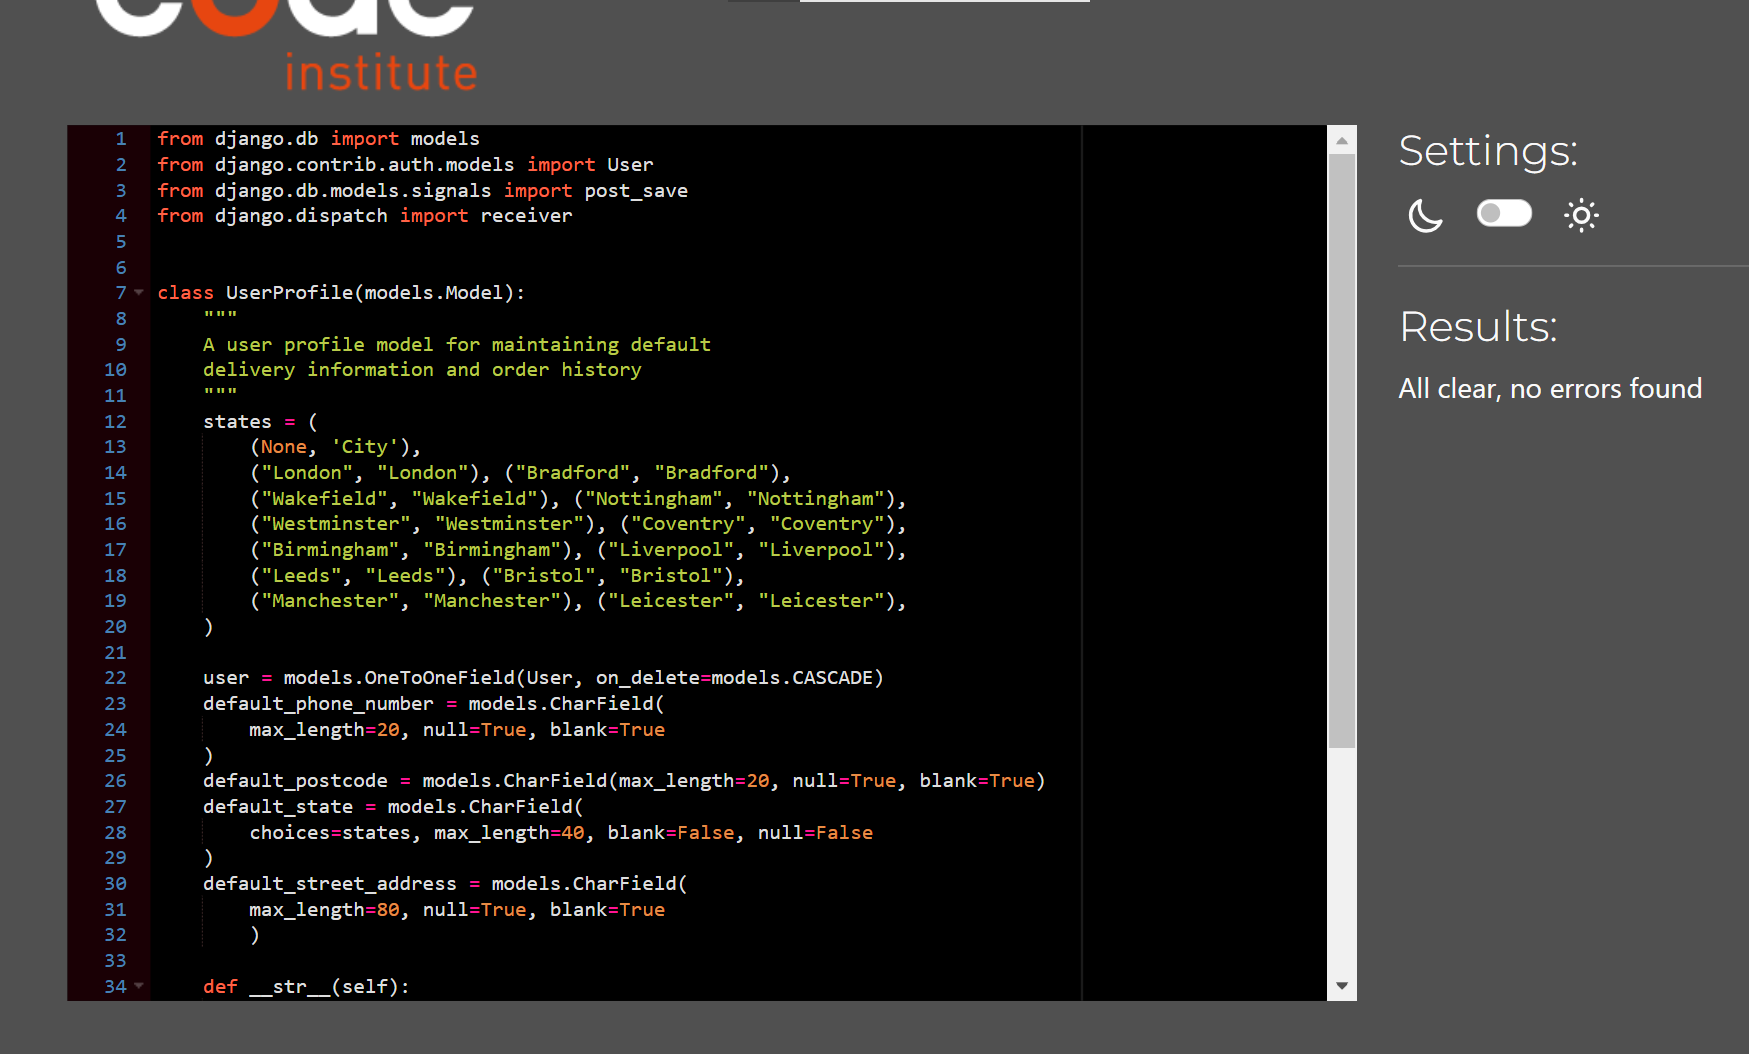 code
institute
1 from django.db import models
2 from django.contrib.auth.models import User
3 from django.db.models.signals import post_save
4 from django.dispatch import receiver
5
6
7 class UserProfile(models.Model):
8     """
9     A user profile model for maintaining default
10     delivery information and order history
11     """
12     states = (
13         (None, 'City'),
14         ("London", "London"), ("Bradford", "Bradford"),
15         ("Wakefield", "Wakefield"), ("Nottingham", "Nottingham"),
16         ("Westminster", "Westminster"), ("Coventry", "Coventry"),
17         ("Birmingham", "Birmingham"), ("Liverpool", "Liverpool"),
18         ("Leeds", "Leeds"), ("Bristol", "Bristol"),
19         ("Manchester", "Manchester"), ("Leicester", "Leicester"),
20     )
21
22     user = models.OneToOneField(User, on_delete=models.CASCADE)
23     default_phone_number = models.CharField(
24         max_length=20, null=True, blank=True
25     )
26     default_postcode = models.CharField(max_length=20, null=True, blank=True)
27     default_state = models.CharField(
28         choices=states, max_length=40, blank=False, null=False
29     )
30     default_street_address = models.CharField(
31         max_length=80, null=True, blank=True
32         )
33
34     def __str__(self):
Settings:
Results:
All clear, no errors found